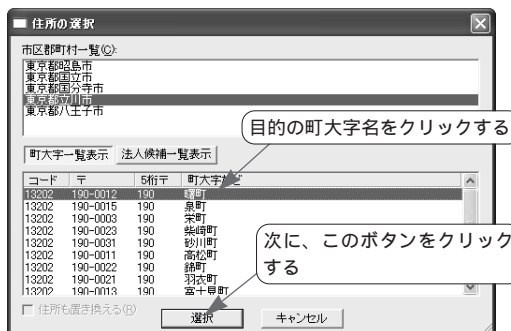 住所の選択
市区郡町村一覧(C):
東京都昭島市
東京都国立市
東京都国分寺市
東京都立川市
東京都八王子市
目的の町大字名をクリックする
町大字一覧表示 法人候補一覧表示
コード 〒 5桁〒 町大字など
13202 190-0012 190 曙町
13202 190-0015 190 泉町
13202 190-0003 190 栄町
13202 190-0023 190 柴崎町
13202 190-0031 190 砂川町
13202 190-0011 190 高松町
13202 190-0022 190 錦町
13202 190-0021 190 羽衣町
13202 190-0013 190 富士見町
次に、このボタンをクリック
する
住所も置き換える(R)
選択 キャンセル